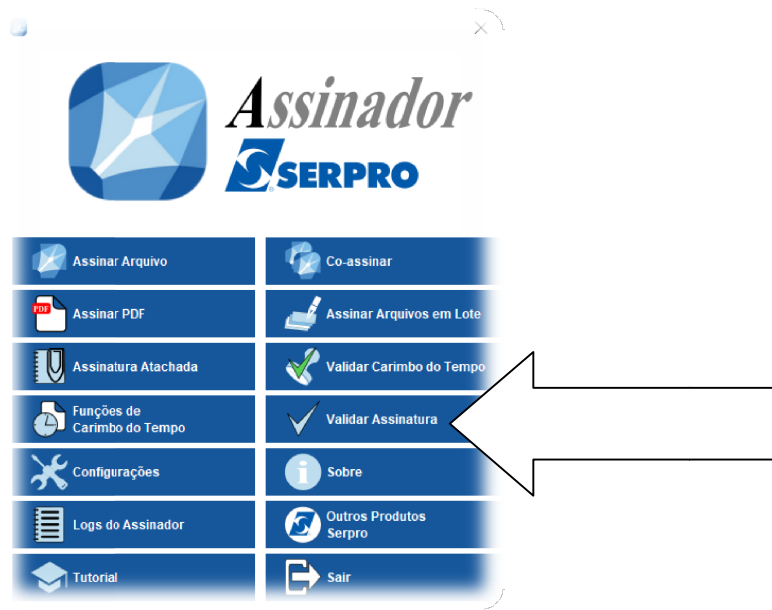 Assinador
SERPRO
Assinar Arquivo
Co-assinar
Assinar PDF
Assinar Arquivos em Lote
Assinatura Atachada
Validar Carimbo do Tempo
Funções de
Carimbo do Tempo
Validar Assinatura
Configurações
Sobre
Logs do Assinador
Outros Produtos
Serpro
Tutorial
Sair